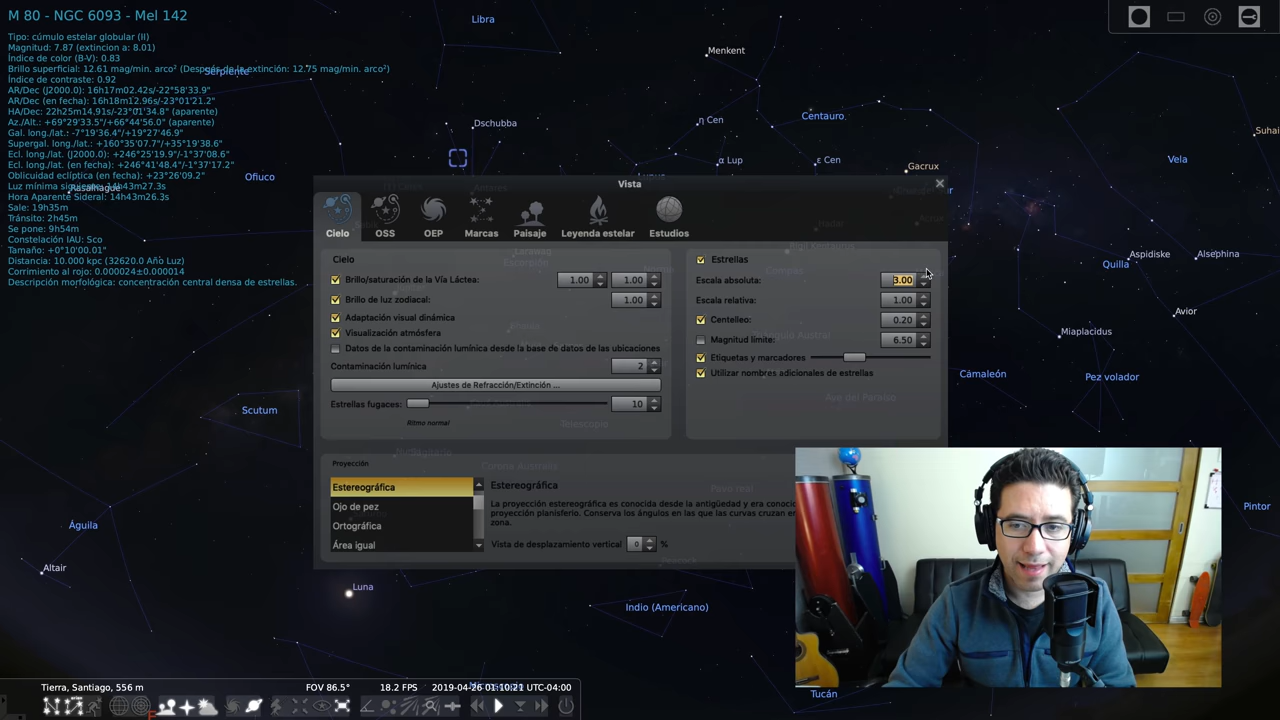 M 80 - NGC 6093 - Mel 142
Tipo: cúmulo estelar globular (II)
Magnitud: 7.87 (extincion a: 8.01)
Índice de color (B-V): 0.83
Brillo superficial: 12.61 mag/min. arco² (Después de la extinción: 12.75 mag/min. arco²)
Índice de contraste: 0.92
AR/Dec (J2000.0): 16h17m02.42s/-22°58'33.9"
AR/Dec (en fecha): 16h18m12.96s/-23°01'21.2"
HA/Dec: 22h25m14.91s/-23°01'34.8" (aparente)
Az./Alt.: +69°29'33.5"/+66°44'56.0" (aparente)
Gal. long./lat.: -7°19'36.4"/+19°27'46.9"
Supergal. long./lat.: +160°35'07.7"/+35°19'38.6"
Ecl. long./lat. (J2000.0): +246°25'19.9"/-1°37'08.6"
Ecl. long./lat. (en fecha): +246°41'48.4"/-1°37'17.2"
Oblicuidad eclíptica (en fecha): +23°26'09.2"
Hora Aparente Sideral: 14h43m26.3s
Sale: 19h35m
Tránsito: 2h45m
Se pone: 9h54m
Constelación IAU: Sco
Tamaño: +0°10'00.01"
Distancia: 10.000 kpc (32620.0 Año Luz)
Corrimiento al rojo: 0.000024±0.000014
Descripción morfológica: concentración central densa de estrellas.
Libra
Menkent
Serpiente
Dschubba
η Cen
Centauro
Suhai
α Lup
ε Cen
Vela
Gacrux
Ofiuco
Rasalhague
Vista
Antares
Cielo
OSS
OEP
Marcas
Paisaje
Leyenda estelar
Estudios
Escorpión
Quilla
Aspidiske
Alsephina
Cielo
Brillo/saturación de la Vía Láctea:
1.00
1.00
Brillo de luz zodiacal:
1.00
Adaptación visual dinámica
Visualización atmósfera
Datos de la contaminación lumínica desde la base de datos de las ubicaciones
Contaminación lumínica
2
Ajustes de Refracción/Extinción ...
Estrellas fugaces:
10
Ritmo normal
Estrellas
Escala absoluta:
3.00
Escala relativa:
1.00
Centelleo:
0.20
Magnitud límite:
6.50
Etiquetas y marcadores
Utilizar nombres adicionales de estrellas
Avior
Miaplacidus
Camaleón
Pez volador
Ave del Paraíso
Scutum
Telescopio
Corona Australis
Pavo real
Proyección
Estereográfica
Ojo de pez
Ortográfica
Área igual
Estereográfica
La proyección estereográfica es conocida desde la antigüedad y era conoci
proyección planisferio. Conserva los ángulos en las que las curvas cruzan e
zona.
Vista de desplazamiento vertical
0
%
Pintor
Águila
Altair
Luna
Indio (Americano)
Tucán
Tierra, Santiago, 556 m
FOV 86.5°
18.2 FPS
2019-04-26 01:10:21 UTC-04:00